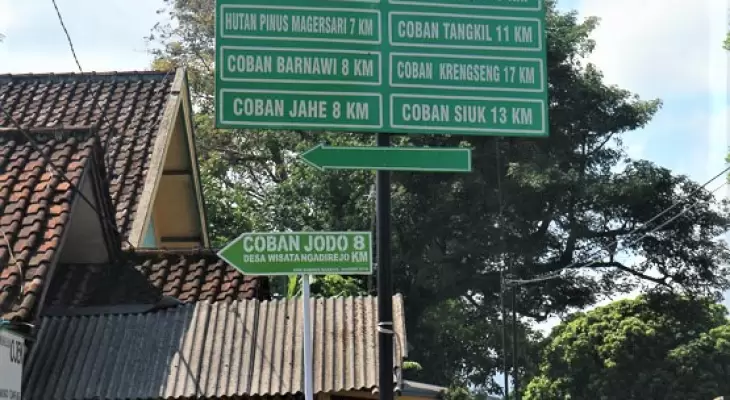 HUTAN PINUS MAGERSARI 7 KM
COBAN TANGKIL 11 KM
COBAN BARNAWI 8 KM
COBAN KRENGSENG 17 KM
COBAN JAHE 8 KM
COBAN SIUK 13 KM
COBAN JODO 8
DESA WISATA NGADIREJO KM